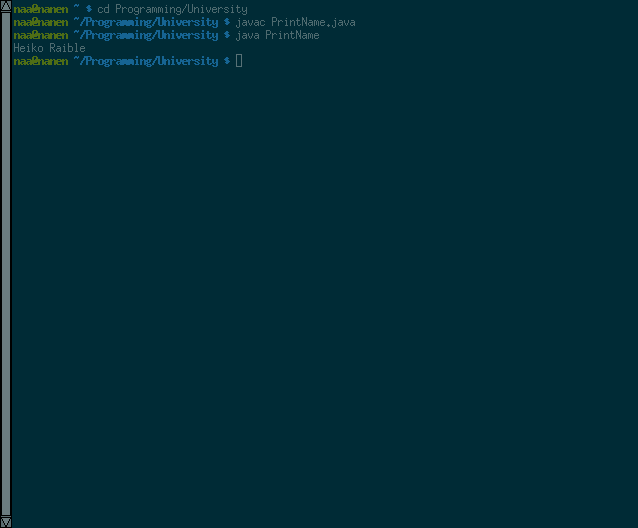 naa@nanen ~ $ cd Programming/University
naa@nanen ~/Programming/University $ javac PrintName.java
naa@nanen ~/Programming/University $ java PrintName
Heiko Raible
naa@nanen ~/Programming/University $